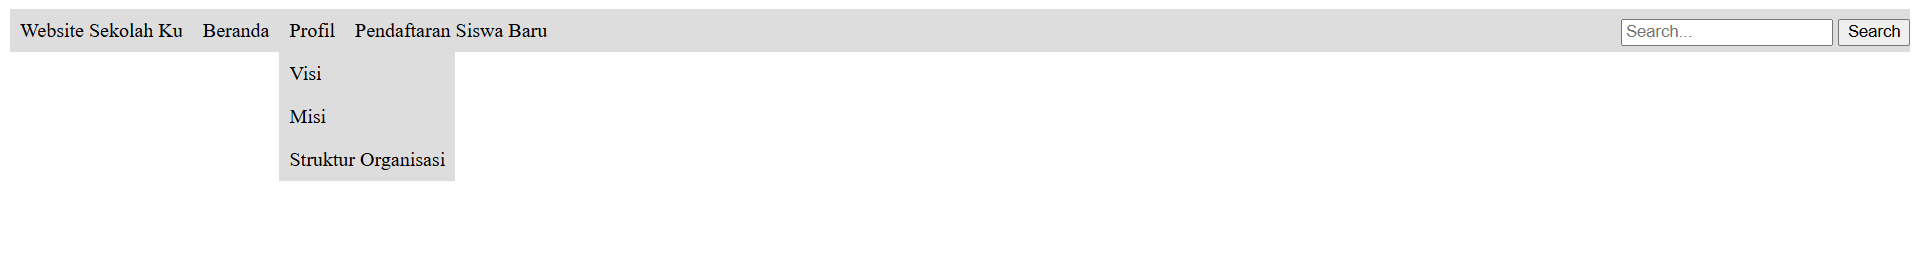 Website Sekolah Ku Beranda Profil Pendaftaran Siswa Baru Search... Search
Visi
Misi
Struktur Organisasi